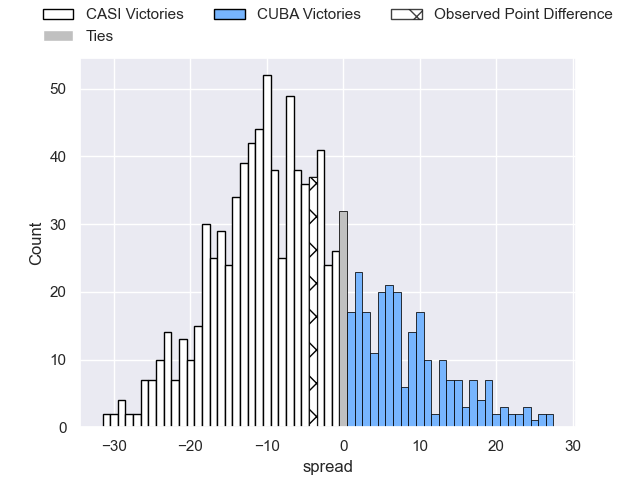 CASI Victories CUBA Victories Observed Point Difference
Ties
50
40
30
20
10
0
Count
−30 −20 −10 0 10 20 30
spread